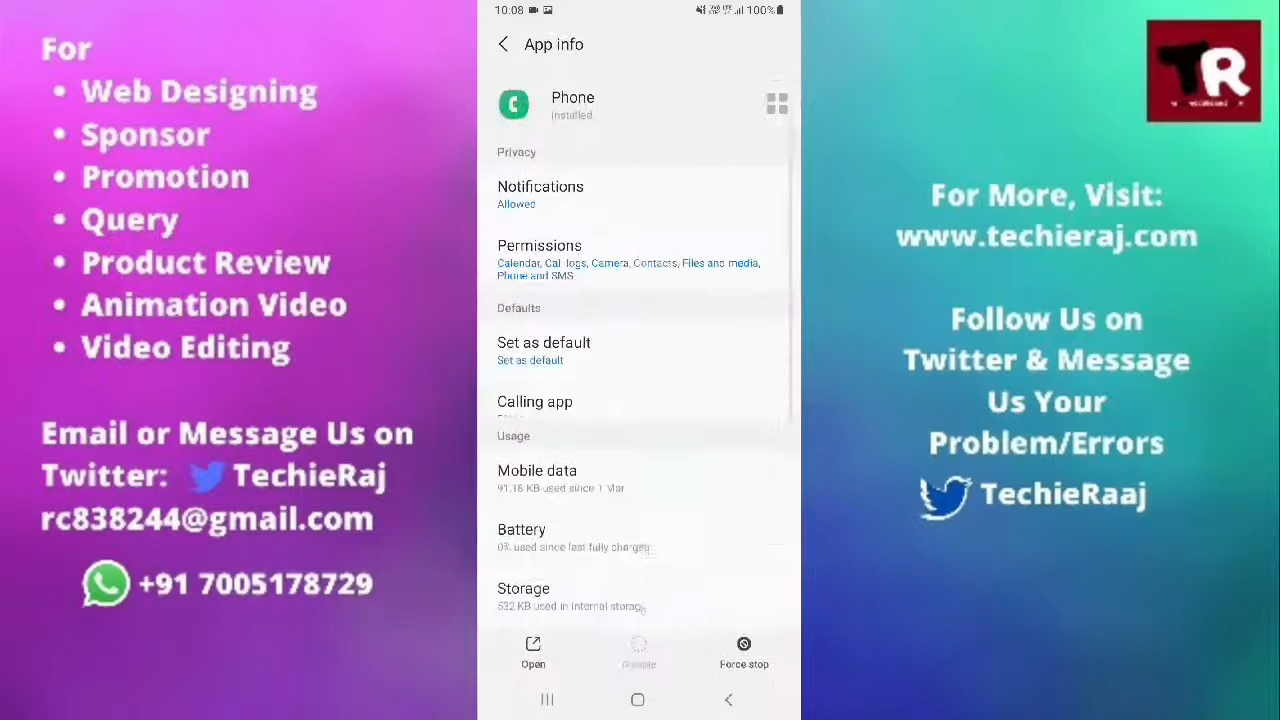 For
• Web Designing
• Sponsor
• Promotion
• Query
• Product Review
• Animation Video
• Video Editing
Email or Message Us on
Twitter: TechieRaj
rc838244@gmail.com
+91 7005178729
10:08 100%
App info
Phone
Installed
Privacy
Notifications
Allowed
Permissions
Calendar, Call logs, Camera, Contacts, Files and media,
Phone and SMS
Defaults
Set as default
Set as default
Calling app
Usage
Mobile data
91.18 KB used since 1 Mar
Battery
0% used since last fully charged
Storage
532 KB used in Internal storage
Open
Disable
Force stop
TR
For More, Visit:
www.techieraj.com
Follow Us on
Twitter & Message
Us Your
Problem/Errors
TechieRaaj